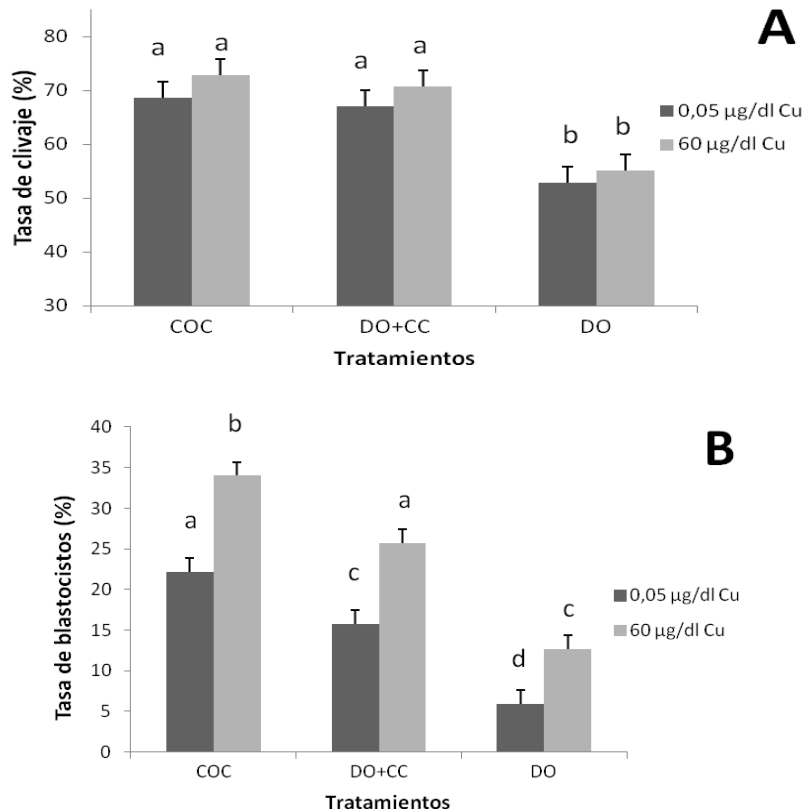 A
80
70
60
50
40
30
Tasa de clivaje (%)
a a a a b b
0,05 µg/dl Cu
60 µg/dl Cu
COC DO+CC DO
Tratamientos
B
40
35
30
25
20
15
10
5
0
Tasa de blastocistos (%)
a b c a d c
0,05 µg/dl Cu
60 µg/dl Cu
COC DO+CC DO
Tratamientos